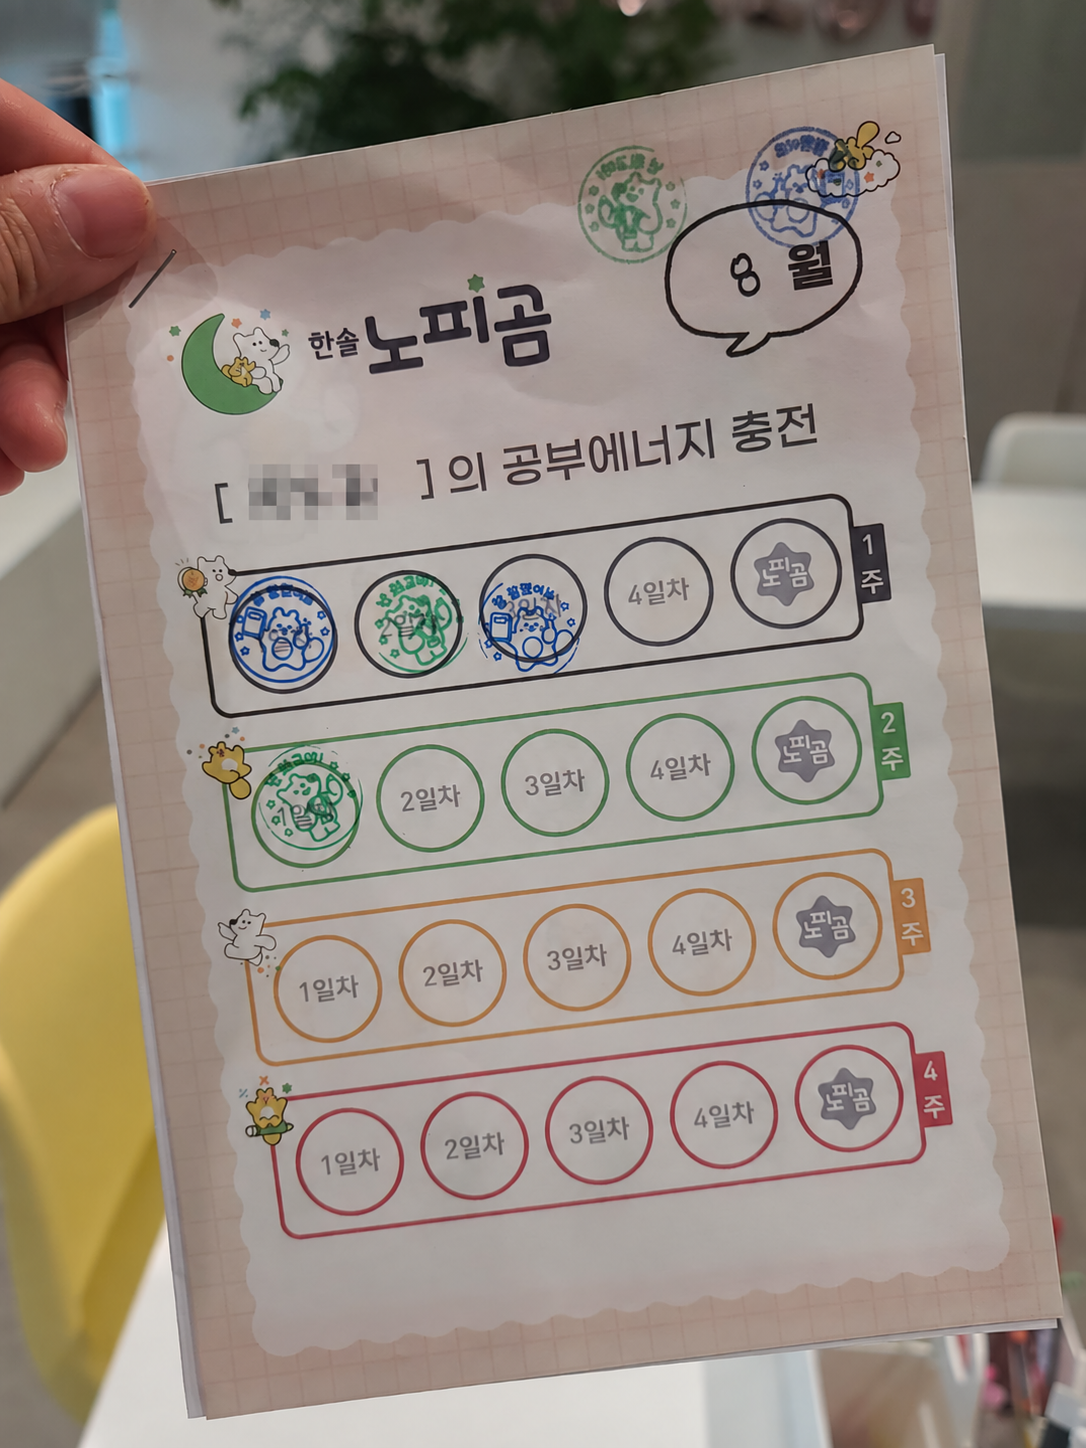 8 월
한솔 노피곰
[ ] 의 공부에너지 충전
1주
4일차 노피곰
2주
1일차 2일차 3일차 4일차 노피곰
3주
1일차 2일차 3일차 4일차 노피곰
4주
1일차 2일차 3일차 4일차 노피곰